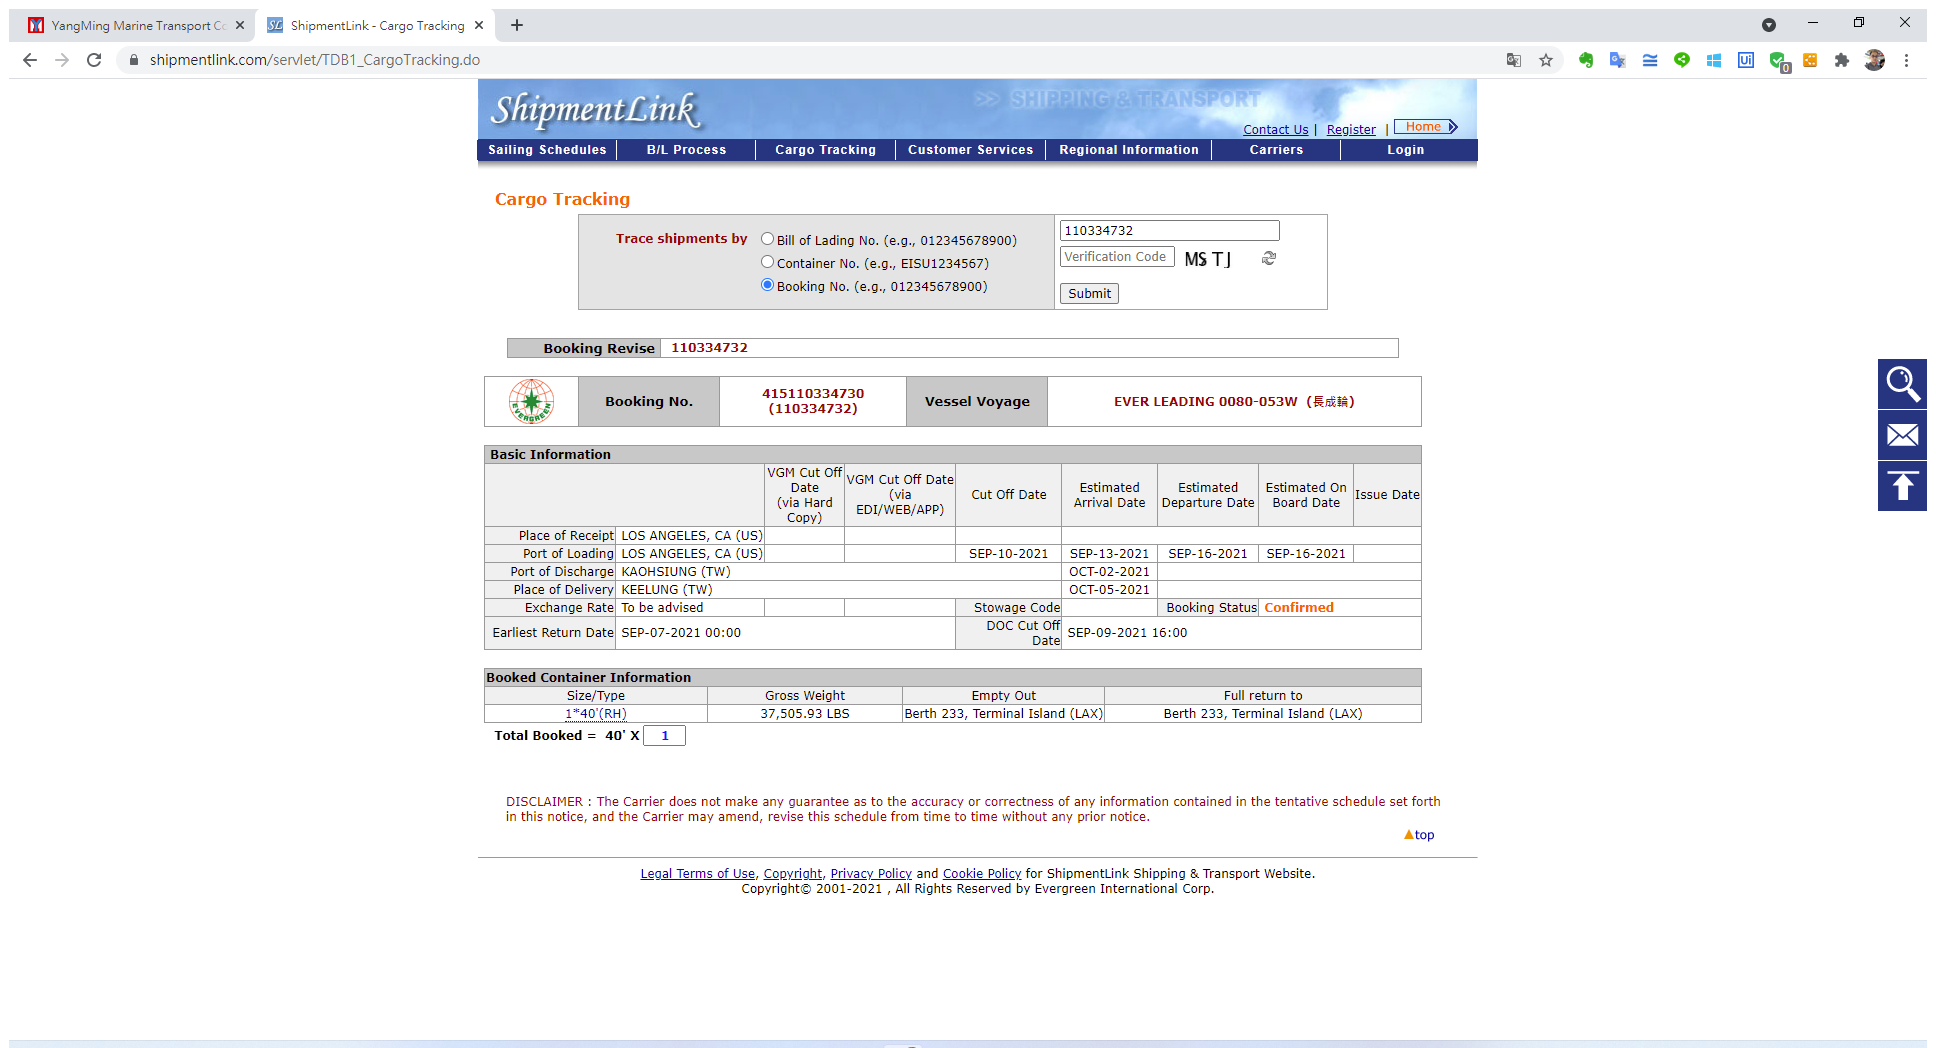 YangMing Marine Transport Co
ShipmentLink - Cargo Tracking
shipmentlink.com/servlet/TDB1_CargoTracking.do
ShipmentLink
>> SHIPPING & TRANSPORT
Contact Us | Register | Home
Sailing Schedules B/L Process Cargo Tracking Customer Services Regional Information Carriers Login
Cargo Tracking
Trace shipments by
Bill of Lading No. (e.g., 012345678900)
Container No. (e.g., EISU1234567)
Booking No. (e.g., 012345678900)
110334732
Verification Code MSTJ
Submit
Booking Revise 110334732
EVERGREEN
Booking No.
415110334730
(110334732)
Vessel Voyage
EVER LEADING 0080-053W (長成輪)
Basic Information
VGM Cut Off
Date
(via Hard
Copy)
VGM Cut Off Date
(via
EDI/WEB/APP)
Cut Off Date
Estimated
Arrival Date
Estimated
Departure Date
Estimated On
Board Date
Issue Date
Place of Receipt LOS ANGELES, CA (US)
Port of Loading LOS ANGELES, CA (US) SEP-10-2021 SEP-13-2021 SEP-16-2021 SEP-16-2021
Port of Discharge KAOHSIUNG (TW) OCT-02-2021
Place of Delivery KEELUNG (TW) OCT-05-2021
Exchange Rate To be advised Stowage Code Booking Status Confirmed
Earliest Return Date SEP-07-2021 00:00
DOC Cut Off
Date
SEP-09-2021 16:00
Booked Container Information
Size/Type Gross Weight Empty Out Full return to
1*40'(RH) 37,505.93 LBS Berth 233, Terminal Island (LAX) Berth 233, Terminal Island (LAX)
Total Booked = 40' X 1
DISCLAIMER : The Carrier does not make any guarantee as to the accuracy or correctness of any information contained in the tentative schedule set forth
in this notice, and the Carrier may amend, revise this schedule from time to time without any prior notice.
top
Legal Terms of Use, Copyright, Privacy Policy and Cookie Policy for ShipmentLink Shipping & Transport Website.
Copyright© 2001-2021 , All Rights Reserved by Evergreen International Corp.